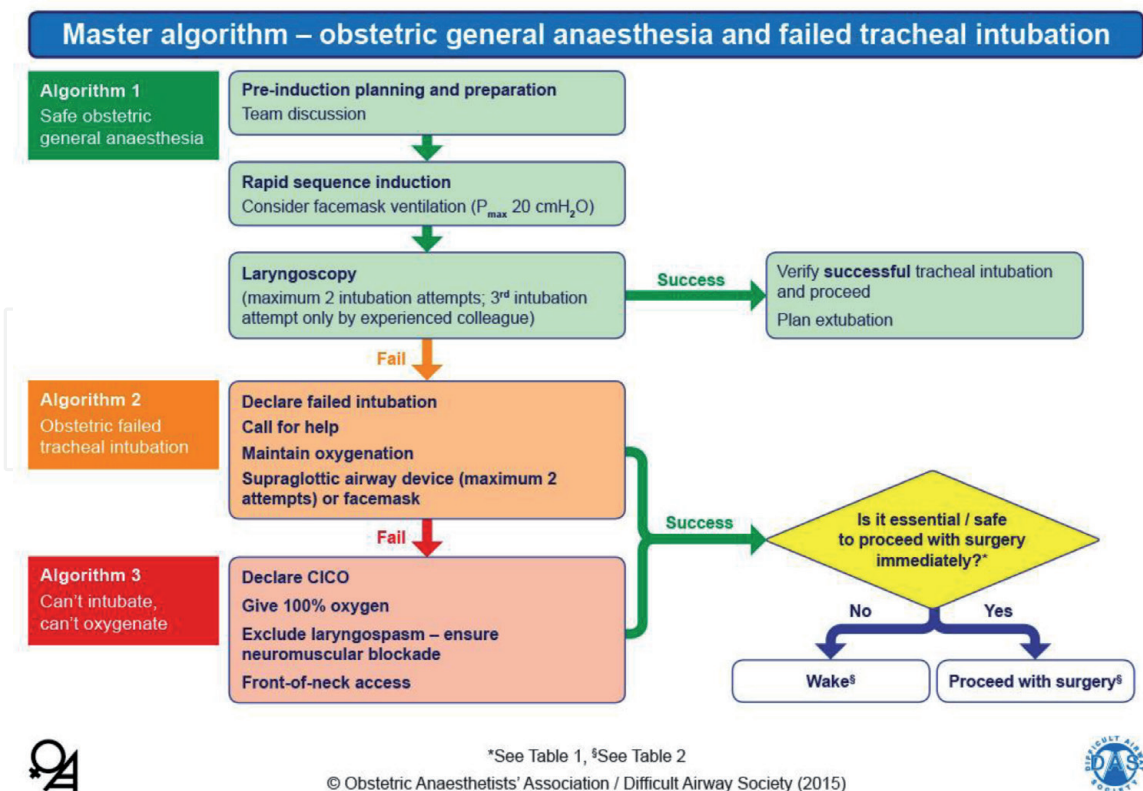 Master algorithm – obstetric general anaesthesia and failed tracheal intubation
Algorithm 1
Safe obstetric
general anaesthesia
Pre-induction planning and preparation
Team discussion
Rapid sequence induction
Consider facemask ventilation (Pmax 20 cmH2O)
Laryngoscopy
(maximum 2 intubation attempts; 3rd intubation
attempt only by experienced colleague)
Success
Verify successful tracheal intubation
and proceed
Plan extubation
Fail
Algorithm 2
Obstetric failed
tracheal intubation
Declare failed intubation
Call for help
Maintain oxygenation
Supraglottic airway device (maximum 2
attempts) or facemask
Success
Is it essential / safe
to proceed with surgery
immediately?*
Fail
Algorithm 3
Can't intubate,
can't oxygenate
Declare CICO
Give 100% oxygen
Exclude laryngospasm – ensure
neuromuscular blockade
Front-of-neck access
No
Yes
Wake§
Proceed with surgery§
*See Table 1, §See Table 2
© Obstetric Anaesthetists' Association / Difficult Airway Society (2015)
OAA
DIFFICULT AIRWAY
DAS
SOCIETY